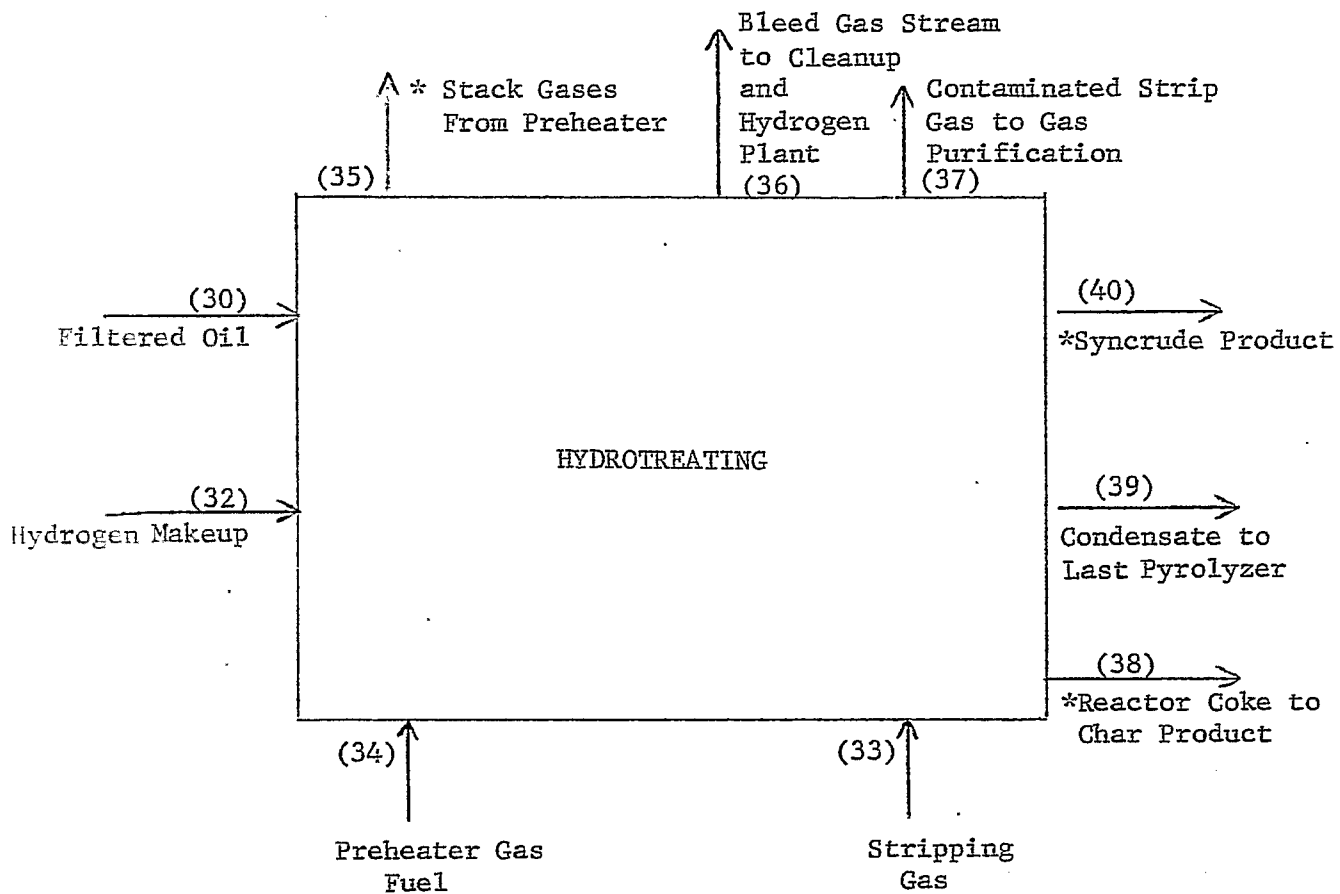 Bleed Gas Stream
to Cleanup
and
Hydrogen
Plant
(36)
* Stack Gases
From Preheater
(35)
Contaminated Strip
Gas to Gas
Purification
(37)
(30)
Filtered Oil
(40)
*Syncrude Product
HYDROTREATING
(32)
Hydrogen Makeup
(39)
Condensate to
Last Pyrolyzer
(38)
*Reactor Coke to
Char Product
(34)
Preheater Gas
Fuel
(33)
Stripping
Gas